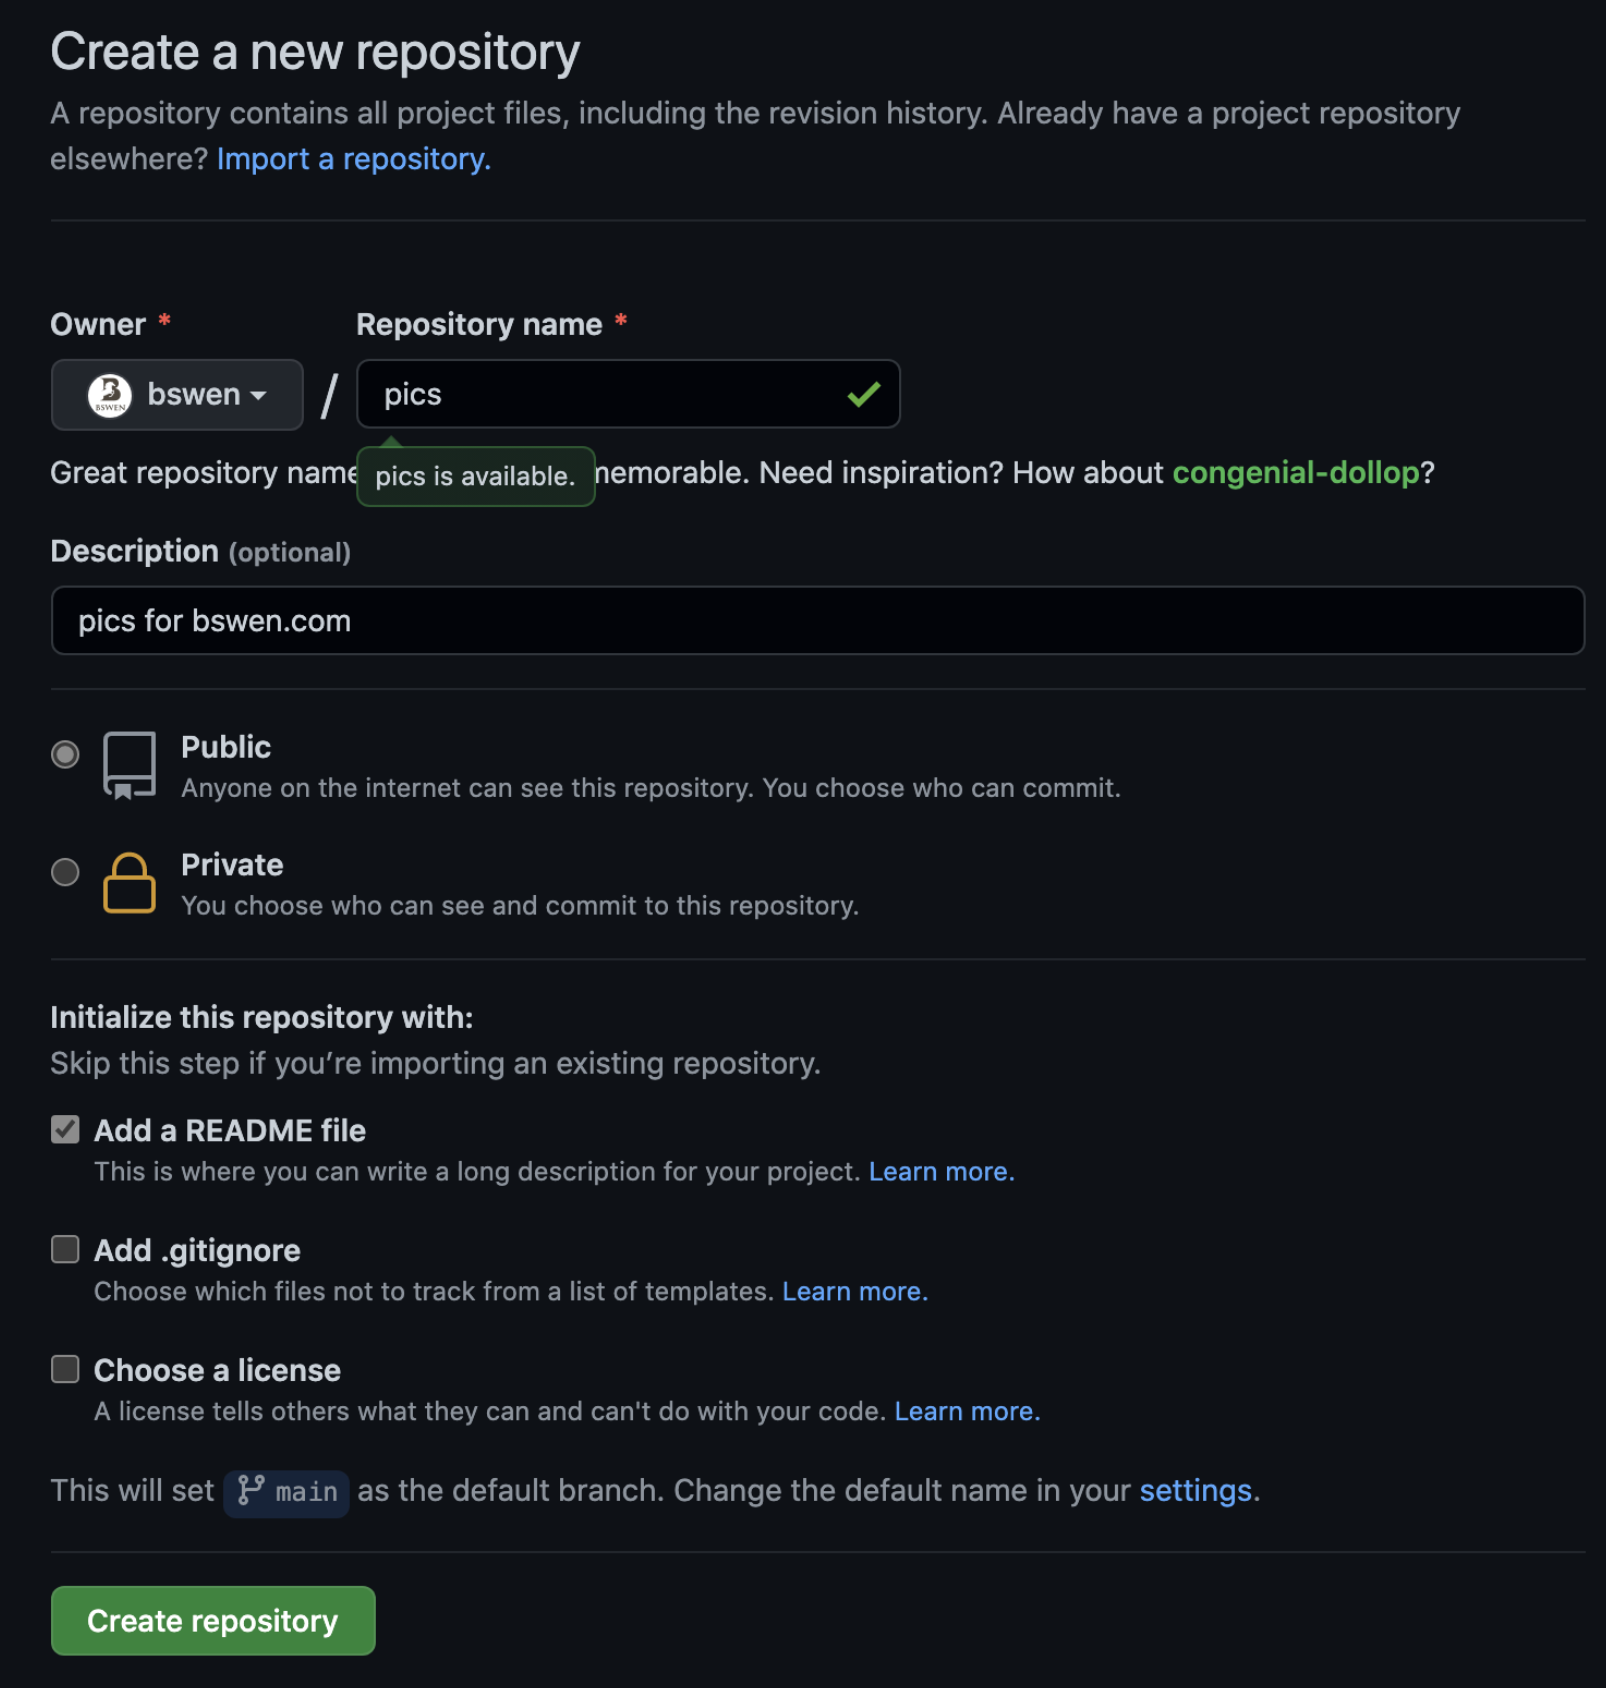 Create a new repository
A repository contains all project files, including the revision history. Already have a project repository
elsewhere? Import a repository.
Owner * Repository name *
BSWEN bswen / pics
Great repository name pics is available. memorable. Need inspiration? How about congenial-dollop?
Description (optional)
pics for bswen.com
Public
Anyone on the internet can see this repository. You choose who can commit.
Private
You choose who can see and commit to this repository.
Initialize this repository with:
Skip this step if you’re importing an existing repository.
Add a README file
This is where you can write a long description for your project. Learn more.
Add .gitignore
Choose which files not to track from a list of templates. Learn more.
Choose a license
A license tells others what they can and can't do with your code. Learn more.
This will set main as the default branch. Change the default name in your settings.
Create repository